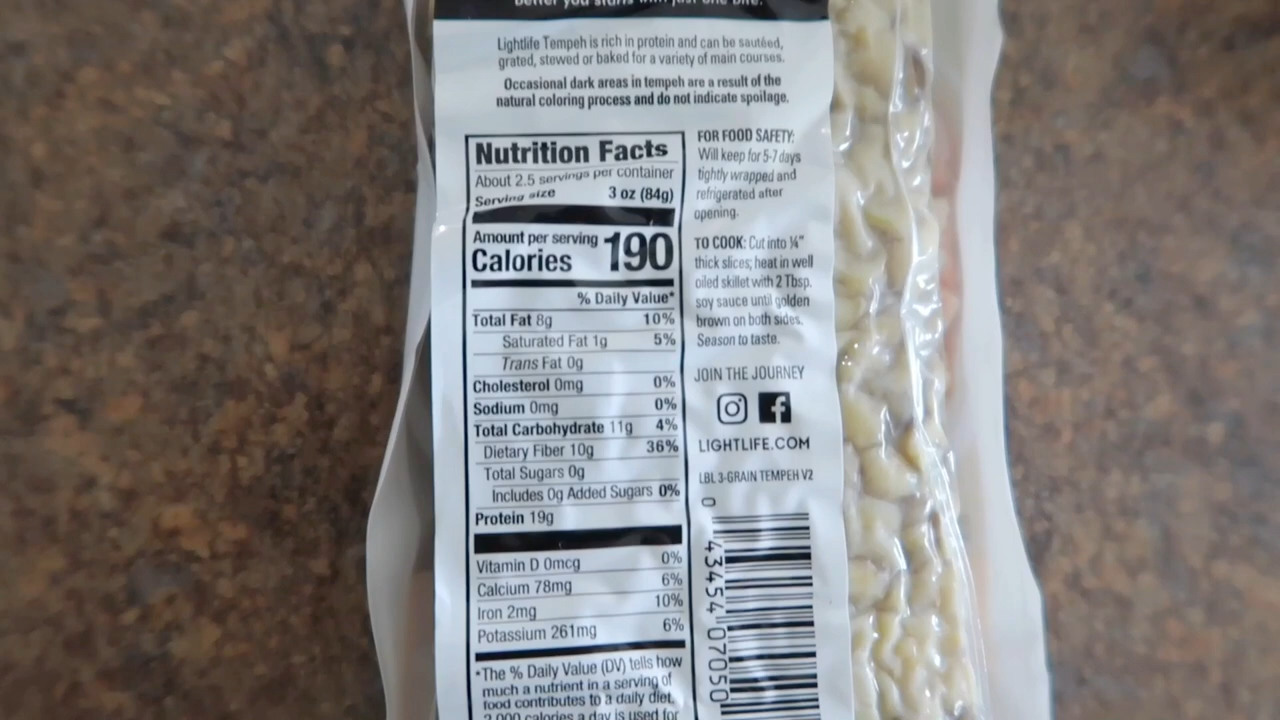 better you starts with just one bite.
Lightlife Tempeh is rich in protein and can be sautéed,
grated, stewed or baked for a variety of main courses.
Occasional dark areas in tempeh are a result of the
natural coloring process and do not indicate spoilage.
Nutrition Facts
About 2.5 servings per container
Serving size 3 oz (84g)
Amount per serving
Calories 190
% Daily Value*
Total Fat 8g 10%
Saturated Fat 1g 5%
Trans Fat 0g
Cholesterol 0mg 0%
Sodium 0mg 0%
Total Carbohydrate 11g 4%
Dietary Fiber 10g 36%
Total Sugars 0g
Includes 0g Added Sugars 0%
Protein 19g
Vitamin D 0mcg 0%
Calcium 78mg 6%
Iron 2mg 10%
Potassium 261mg 6%
*The % Daily Value (DV) tells how
much a nutrient in a serving of
food contributes to a daily diet.
2,000 calories a day is used for
FOR FOOD SAFETY:
Will keep for 5-7 days
tightly wrapped and
refrigerated after
opening.
TO COOK: Cut into ¼"
thick slices; heat in well
oiled skillet with 2 Tbsp.
soy sauce until golden
brown on both sides.
Season to taste.
JOIN THE JOURNEY
LIGHTLIFE.COM
LBL 3-GRAIN TEMPEH V2
0 43454 07050